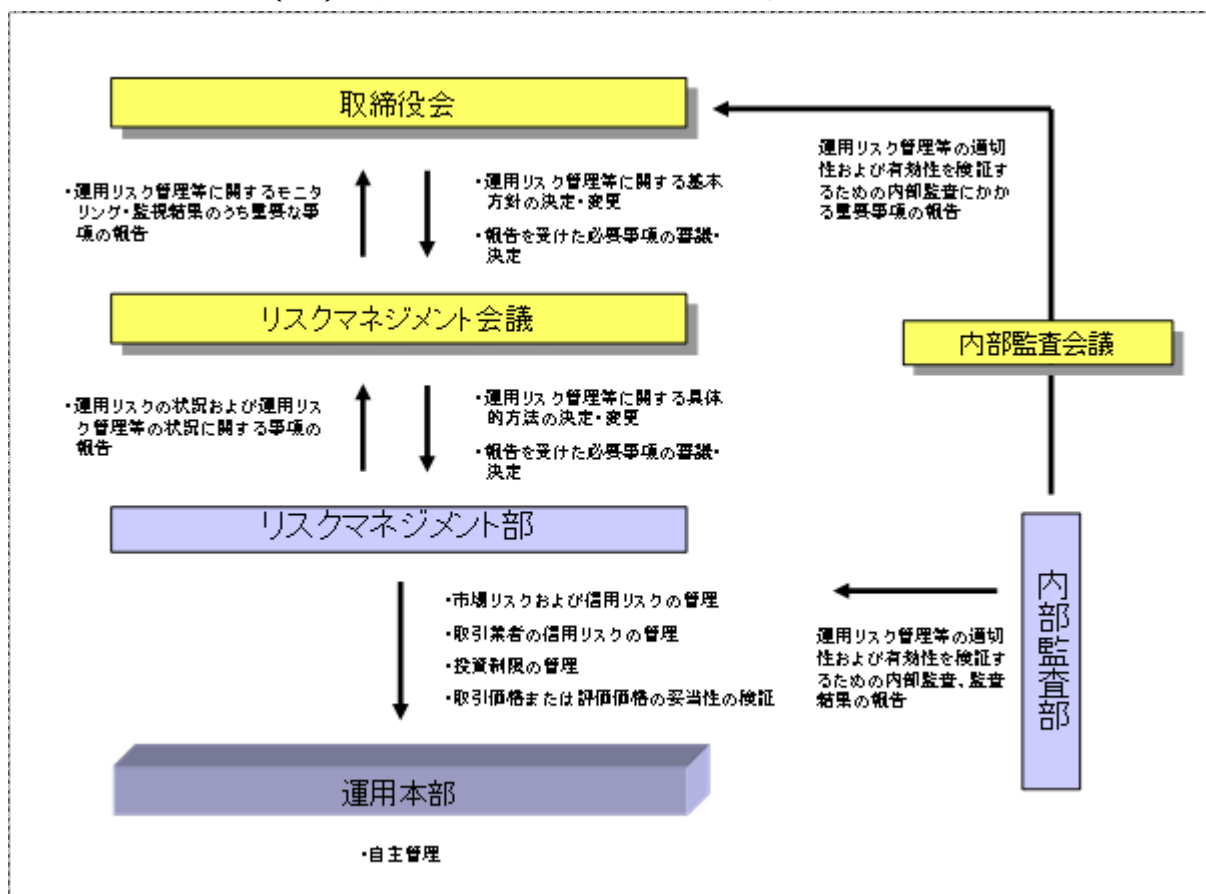 取締役会
・運用リスク管理等に関するモニタ
リング・監視結果のうち重要な事
項の報告
・運用リスク管理等に関する基本
方針の決定・変更
・報告を受けた必要事項の審議・
決定
運用リスク管理等の適切
性および有効性を検証す
るための内部監査にかか
る重要事項の報告
リスクマネジメント会議
内部監査会議
・運用リスクの状況および運用リス
ク管理等の状況に関する事項の
報告
・運用リスク管理等に関する具体
的方法の決定・変更
・報告を受けた必要事項の審議・
決定
リスクマネジメント部
内部監査部
・市場リスクおよび信用リスクの管理
・取引業者の信用リスクの管理
・投資制限の管理
・取引価格または評価価格の妥当性の検証
運用リスク管理等の適切
性および有効性を検証す
るための内部監査、監査
結果の報告
運用本部
・自主管理